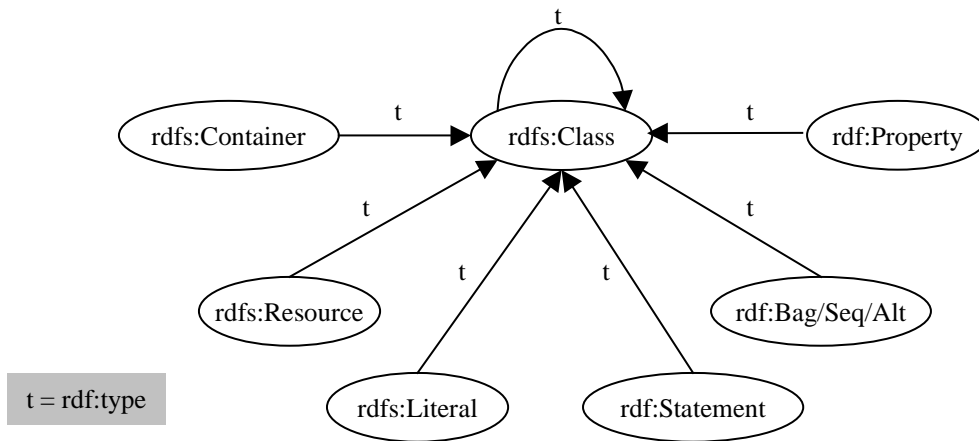 t
rdfs:Container
t
rdfs:Class
t
rdf:Property
t
t
rdfs:Resource
t
t
rdf:Bag/Seq/Alt
t = rdf:type
rdfs:Literal
rdf:Statement